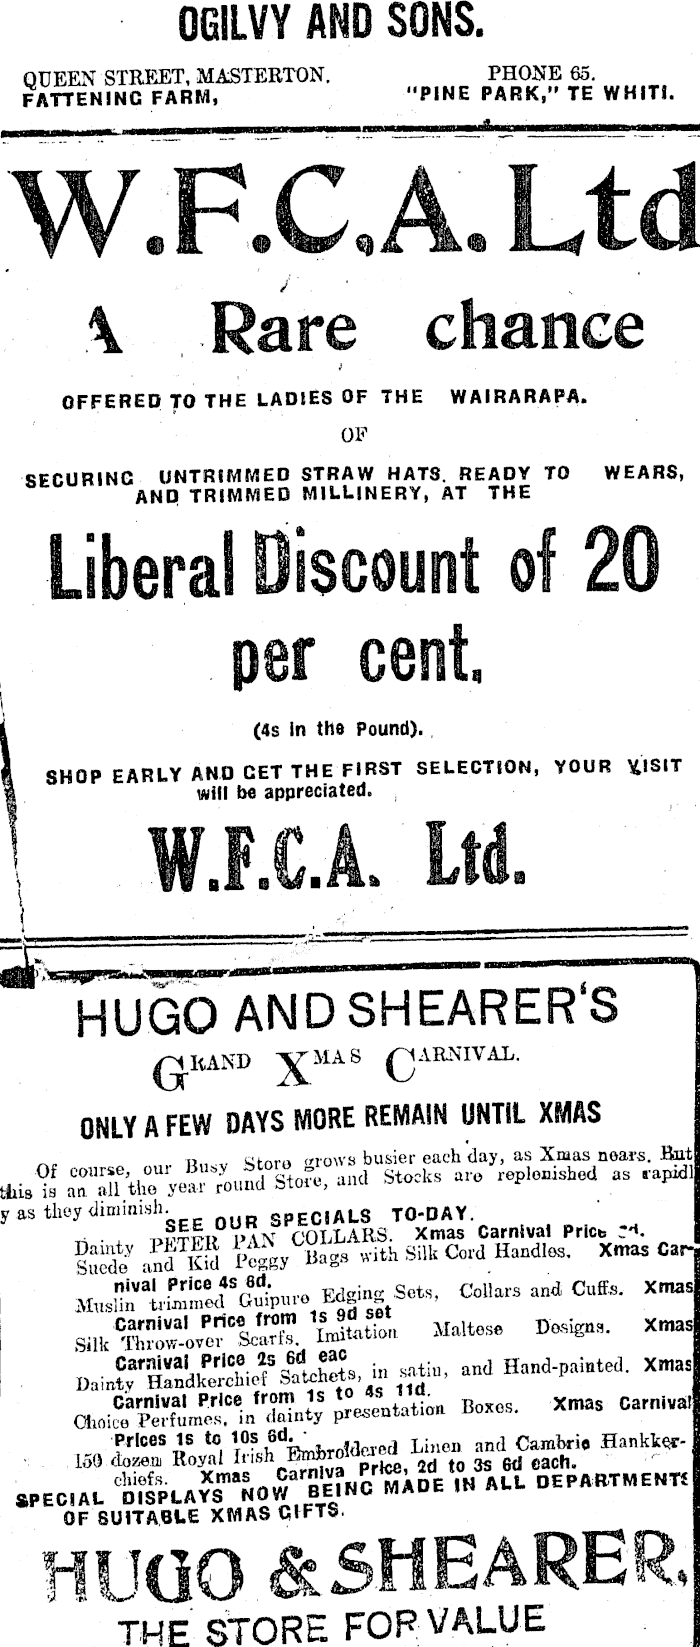 OGILVY AND SONS.
QUEEN STREET, MASTERTON. PHONE 65.
FATTENING FARM, "PINE PARK," TE WHITI.
W.F.C.A. Ltd
A Rare chance
OFFERED TO THE LADIES OF THE WAIRARAPA.
OF
SECURING UNTRIMMED STRAW HATS, READY TO WEARS,
AND TRIMMED MILLINERY, AT THE
Liberal Discount of 20
per cent,
(4s in the Pound).
SHOP EARLY AND GET THE FIRST SELECTION, YOUR VISIT
will be appreciated.
W.F.C.A. Ltd.
HUGO AND SHEARER'S
GRAND XMAS CARNIVAL.
ONLY A FEW DAYS MORE REMAIN UNTIL XMAS
Of course, our Busy Store grows busier each day, as Xmas nears. But
this is an all the year round Store, and Stocks are replenished as rapidl
y as they diminish.
SEE OUR SPECIALS TO-DAY.
Dainty PETER PAN COLLARS. Xmas Carnival Price
Suede and Kid Peggy Bags with Silk Cord Handles. Xmas Car-
nival Price 4s 6d.
Muslin trimmed Guipure Edging Sets, Collars and Cuffs. Xmas
Carnival Price from 1s 9d set
Silk Throw-over Scarfs, Imitation Maltese Designs. Xmas
Carnival Price 2s 6d eac
Dainty Handkerchief Satchets, in satin, and Hand-painted. Xmas
Carnival Price from 1s to 4s 11d.
Choice Perfumes, in dainty presentation Boxes. Xmas Carnival
Prices 1s to 10s 6d.
150 dozen Royal Irish Embroidered Linen and Cambric Hankker-
chiefs. Xmas Carniva Price, 2d to 3s 6d each.
SPECIAL DISPLAYS NOW BEING MADE IN ALL DEPARTMENTS
OF SUITABLE XMAS GIFTS.
HUGO & SHEARER,
THE STORE FOR VALUE